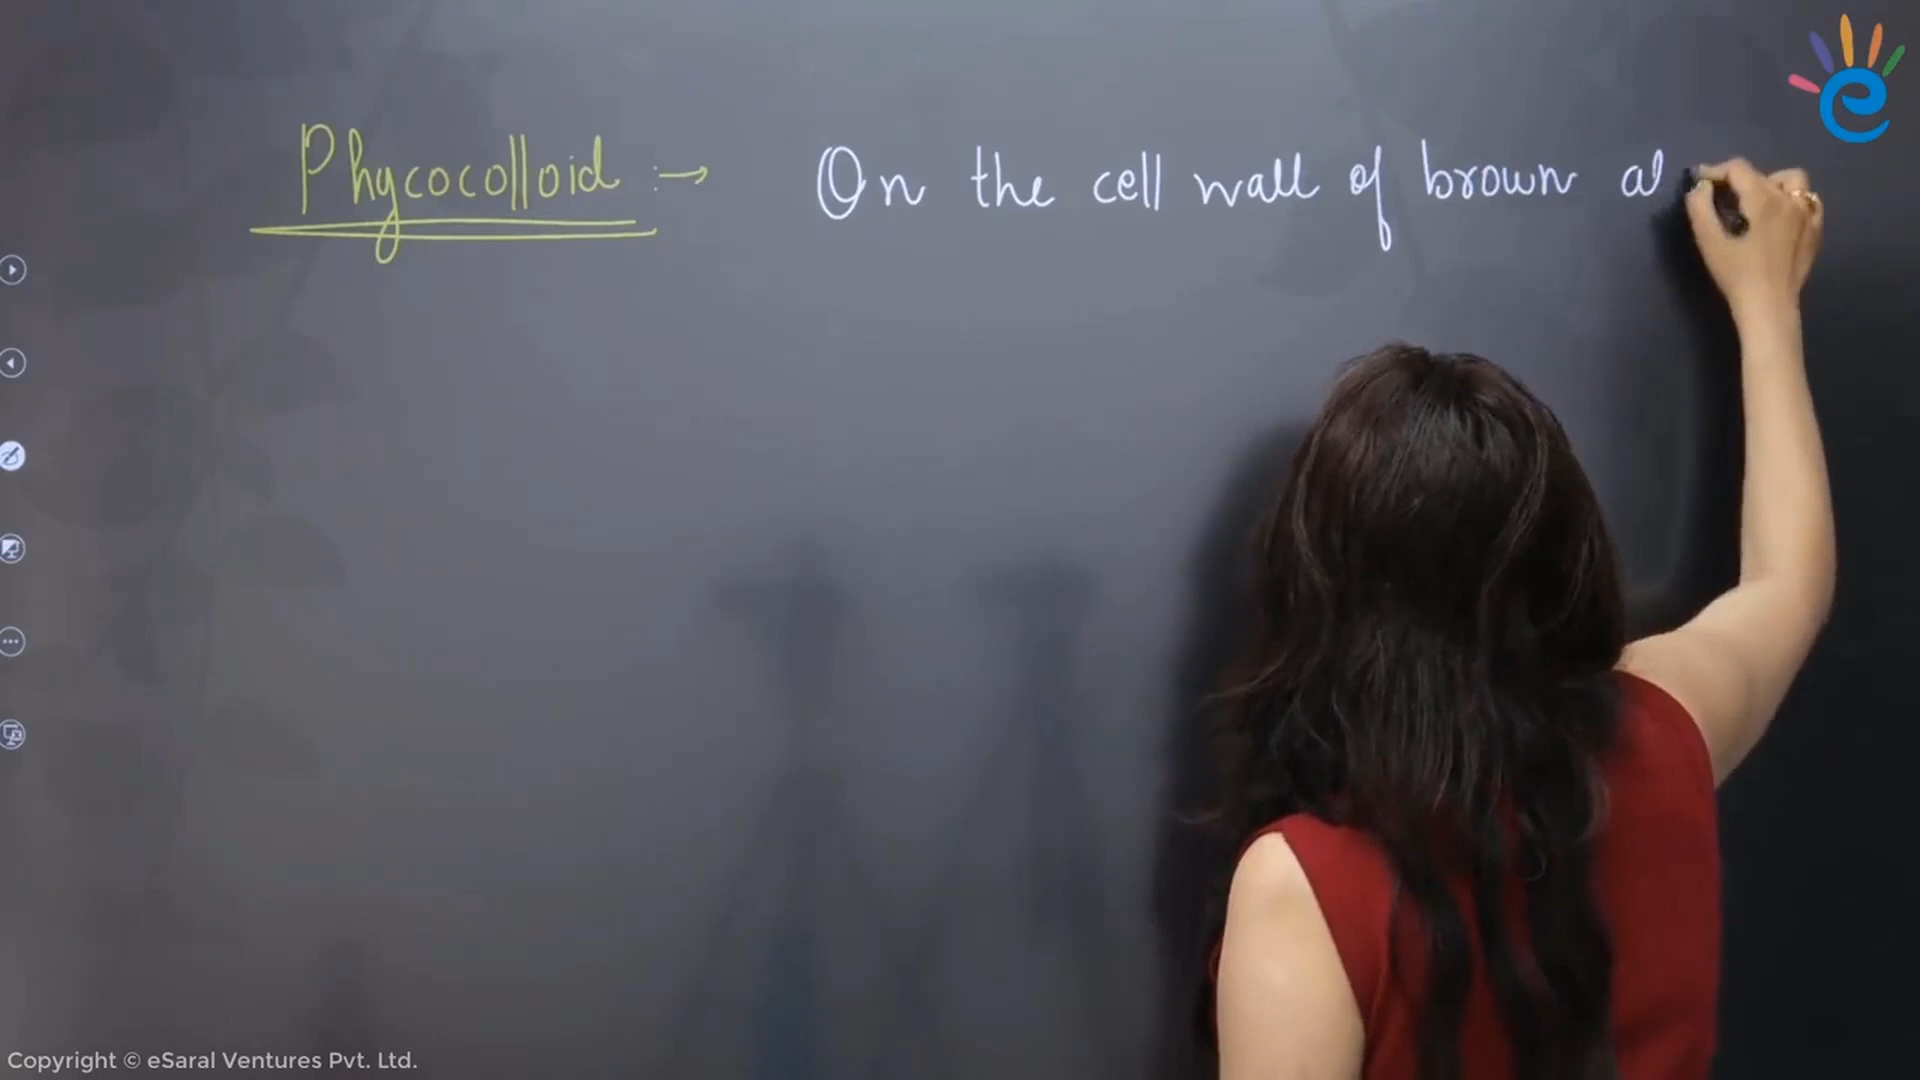 Phycocolloid :→ On the cell wall of brown al
Copyright © eSaral Ventures Pvt. Ltd.